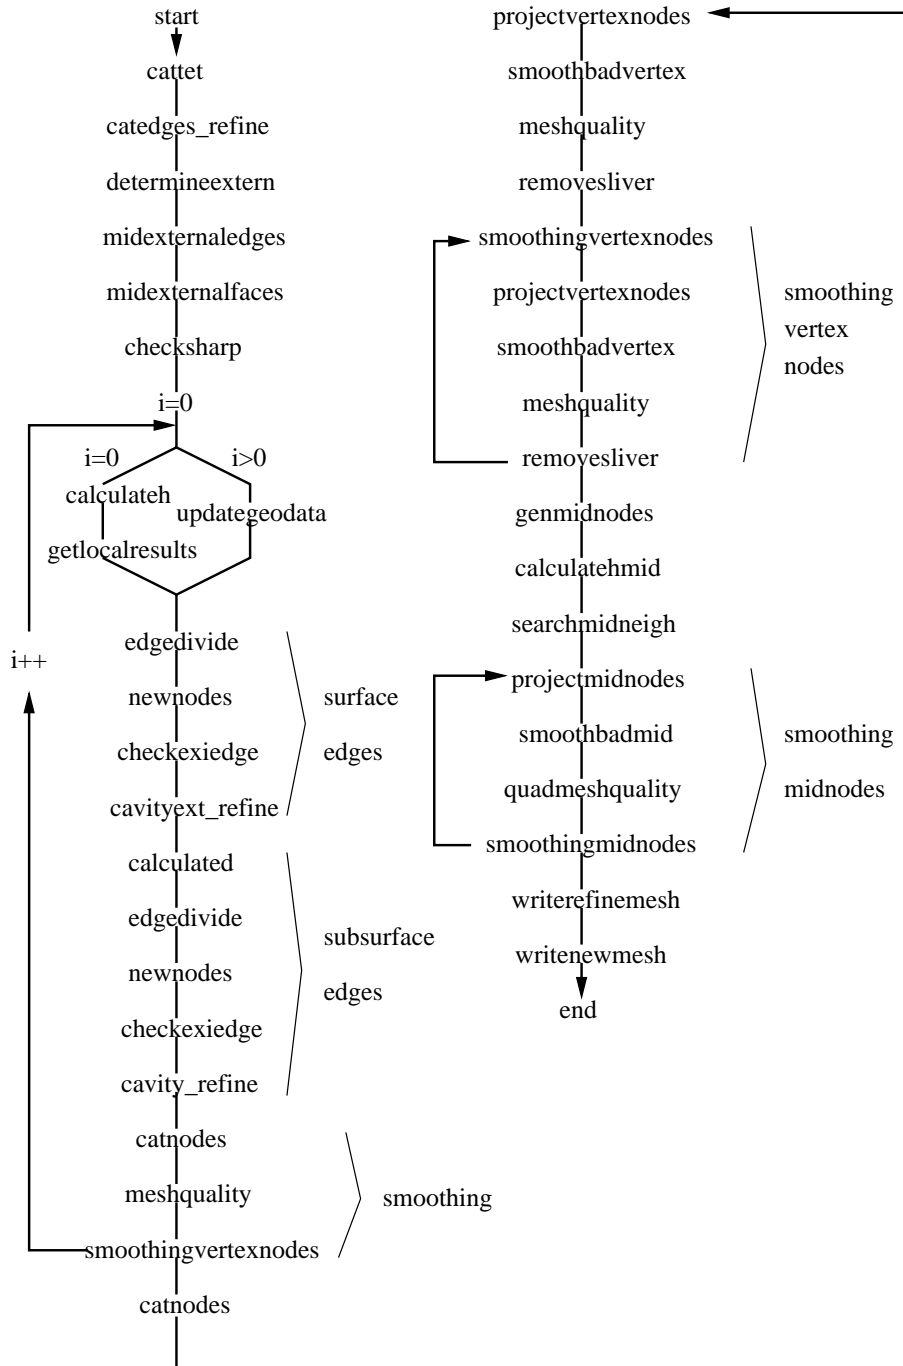 start
cattet
catedges_refine
determineextern
midexternaledges
midexternalfaces
checksharp
i=0
i=0
i>0
calculateh
updategeodata
getlocalresults
i++
edgedivide
newnodes
checkexiedge
cavityext_refine
surface
edges
calculated
edgedivide
newnodes
checkexiedge
cavity_refine
subsurface
edges
catnodes
meshquality
smoothingvertexnodes
smoothing
catnodes
projectvertexnodes
smoothbadvertex
meshquality
removesliver
smoothingvertexnodes
projectvertexnodes
smoothbadvertex
meshquality
removesliver
smoothing
vertex
nodes
genmidnodes
calculatehmid
searchmidneigh
projectmidnodes
smoothbadmid
quadmeshquality
smoothingmidnodes
smoothing
midnodes
writerefinemesh
writenewmesh
end